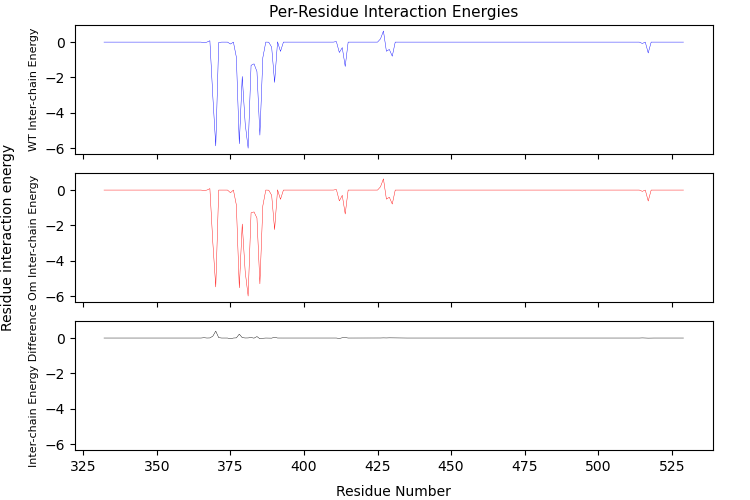 Per-Residue Interaction Energies
Residue interaction energy
WT Inter-chain Energy
0
−2
−4
−6
Om Inter-chain Energy
0
−2
−4
−6
Inter-chain Energy Difference
0
−2
−4
−6
325 350 375 400 425 450 475 500 525
Residue Number